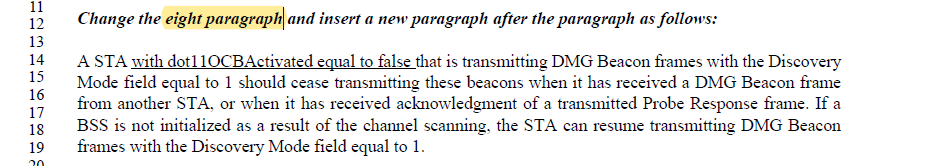 11
12 Change the eight paragraph and insert a new paragraph after the paragraph as follows:
13
14 A STA with dot11OCBActivated equal to false that is transmitting DMG Beacon frames with the Discovery
15 Mode field equal to 1 should cease transmitting these beacons when it has received a DMG Beacon frame
16 from another STA, or when it has received acknowledgment of a transmitted Probe Response frame. If a
17
18 BSS is not initialized as a result of the channel scanning, the STA can resume transmitting DMG Beacon
19 frames with the Discovery Mode field equal to 1.
20